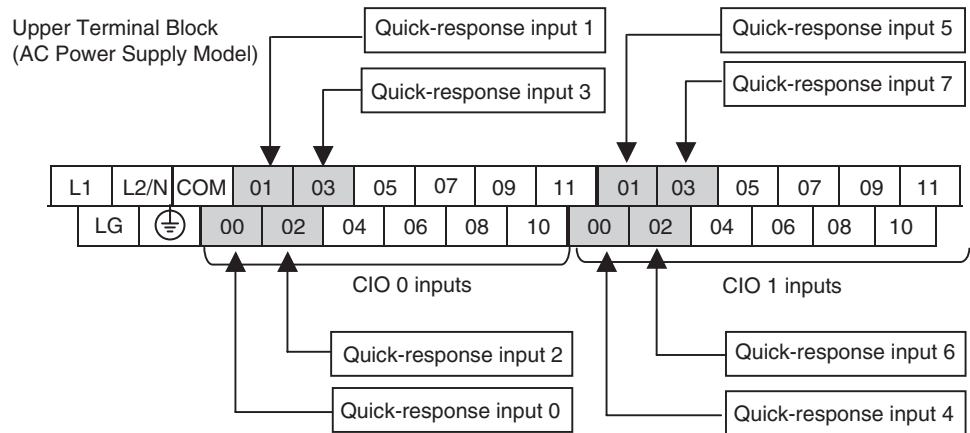 Upper Terminal Block
(AC Power Supply Model)
Quick-response input 1
Quick-response input 3
Quick-response input 5
Quick-response input 7
L1 L2/N COM 01 03 05 07 09 11 01 03 05 07 09 11
LG 00 02 04 06 08 10 00 02 04 06 08 10
CIO 0 inputs
CIO 1 inputs
Quick-response input 2
Quick-response input 0
Quick-response input 6
Quick-response input 4